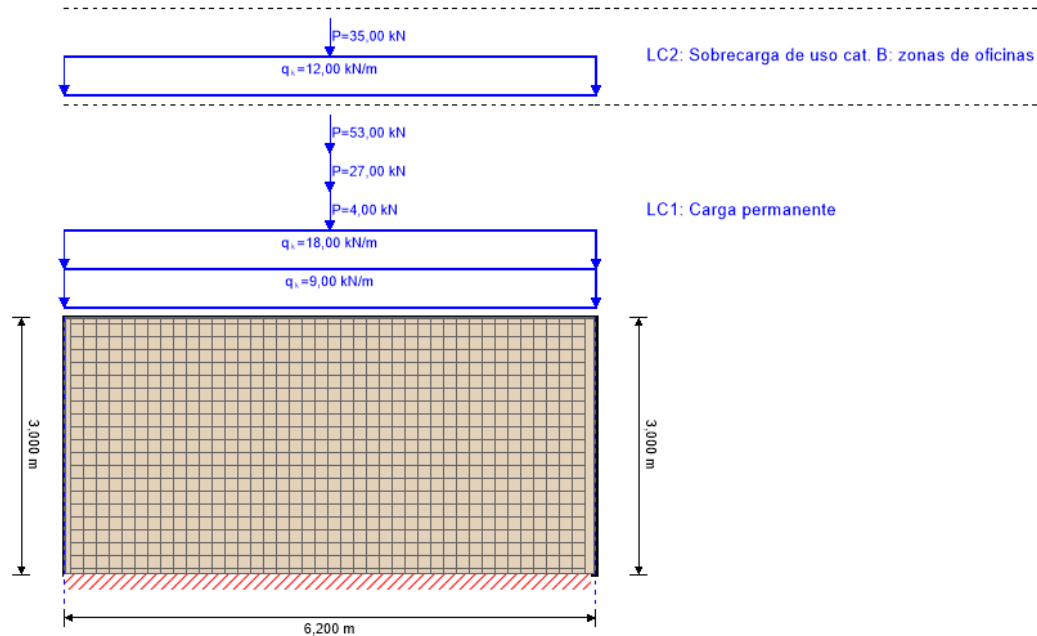 P=35,00 kN
qₖ=12,00 kN/m
LC2: Sobrecarga de uso cat. B: zonas de oficinas
P=53,00 kN
P=27,00 kN
P=4,00 kN
LC1: Carga permanente
qₖ=18,00 kN/m
qₖ=9,00 kN/m
3,000 m
3,000 m
6,200 m